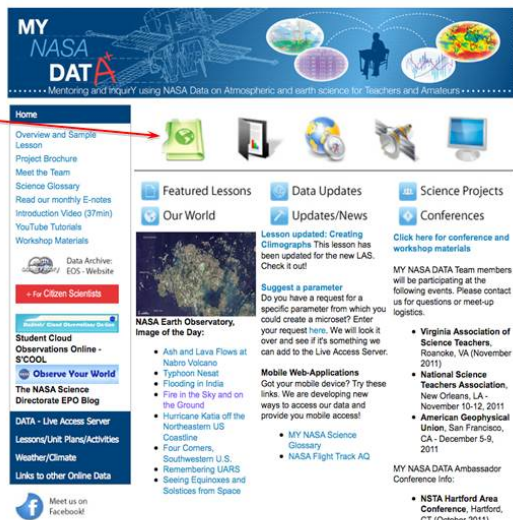 MY
NASA
DATA
Mentoring and inquirY using NASA Data on Atmospheric and earth science for Teachers and Amateurs
Home
Overview and Sample
Lesson
Project Brochure
Meet the Team
Science Glossary
Read our monthly E-notes
Introduction Video (37min)
YouTube Tutorials
Workshop Materials
Data Archive:
EOS - Website
+ For Citizen Scientists
Student Cloud Observations On-line
Student Cloud
Observations Online -
S'COOL
Observe Your World
The NASA Science
Directorate EPO Blog
DATA - Live Access Server
Lessons/Unit Plans/Activities
Weather/Climate
Links to other Online Data
Meet us on
Facebook!
Featured Lessons
Our World
NASA Earth Observatory,
Image of the Day:
Ash and Lava Flows at
Nabro Volcano
Typhoon Nesat
Flooding in India
Fire in the Sky and on
the Ground
Hurricane Katia off the
Northeastern US
Coastline
Four Corners,
Southwestern U.S.
Remembering UARS
Seeing Equinoxes and
Solstices from Space
Data Updates
Updates/News
Lesson updated: Creating
Climographs This lesson has
been updated for the new LAS.
Check it out!
Suggest a parameter
Do you have a request for a
specific parameter from which you
could create a microset? Enter
your request here. We will look it
over and see if it's something we
can add to the Live Access Server.
Mobile Web-Applications
Got your mobile device? Try these
links. We are developing new
ways to access our data and
provide you mobile access!
MY NASA Science
Glossary
NASA Flight Track AQ
Science Projects
Conferences
Click here for conference and
workshop materials
MY NASA DATA Team members
will be participating at the
following events. Please contact
us for questions or meet-up
logistics.
Virginia Association of
Science Teachers,
Roanoke, VA (November
2011)
National Science
Teachers Association,
New Orleans, LA -
November 10-12, 2011
American Geophysical
Union, San Francisco,
CA - December 5-9,
2011
MY NASA DATA Ambassador
Conference Info:
NSTA Hartford Area
Conference, Hartford,
CT (October 2011)